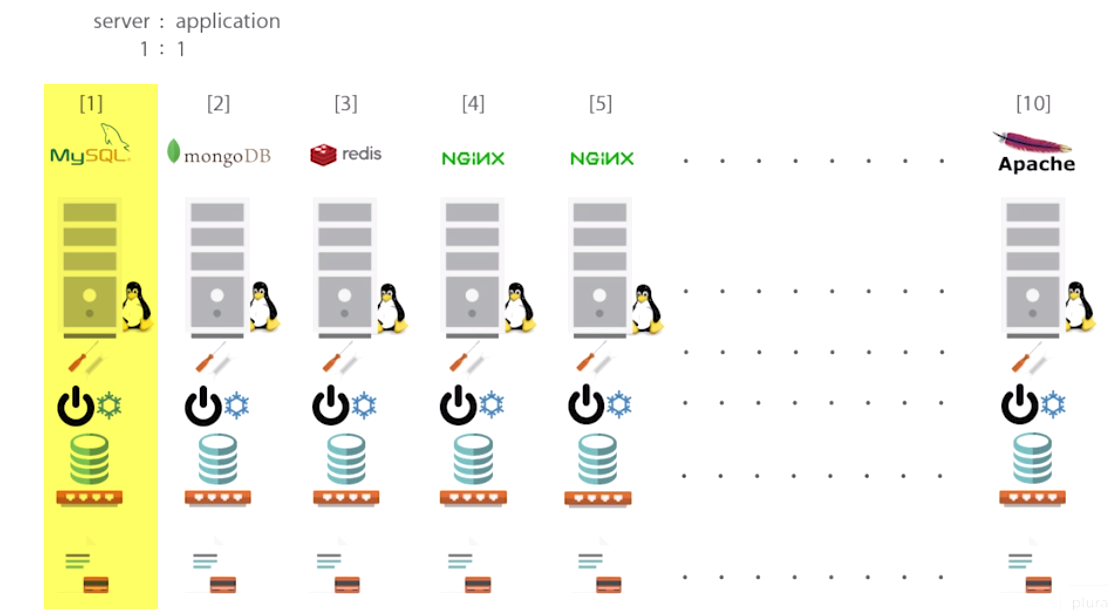 server : application
1 : 1
[1] [2] [3] [4] [5] [10]
MySQL mongoDB redis NGINX NGINX Apache
plura